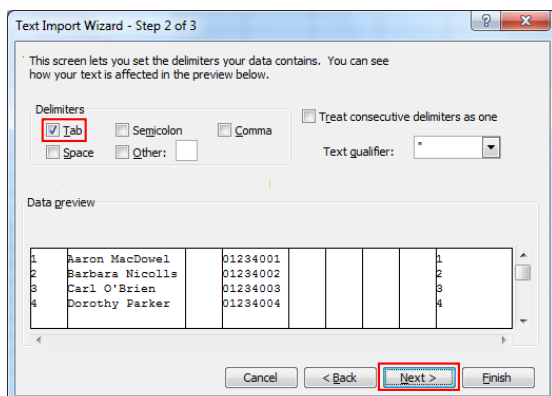 Text Import Wizard - Step 2 of 3
This screen lets you set the delimiters your data contains. You can see
how your text is affected in the preview below.
Delimiters
Tab
Semicolon
Comma
Space
Other:
Treat consecutive delimiters as one
Text qualifier: "
Data preview
1 Aaron MacDowel 01234001 1
2 Barbara Nicolls 01234002 2
3 Carl O'Brien 01234003 3
4 Dorothy Parker 01234004 4
Cancel < Back Next > Finish